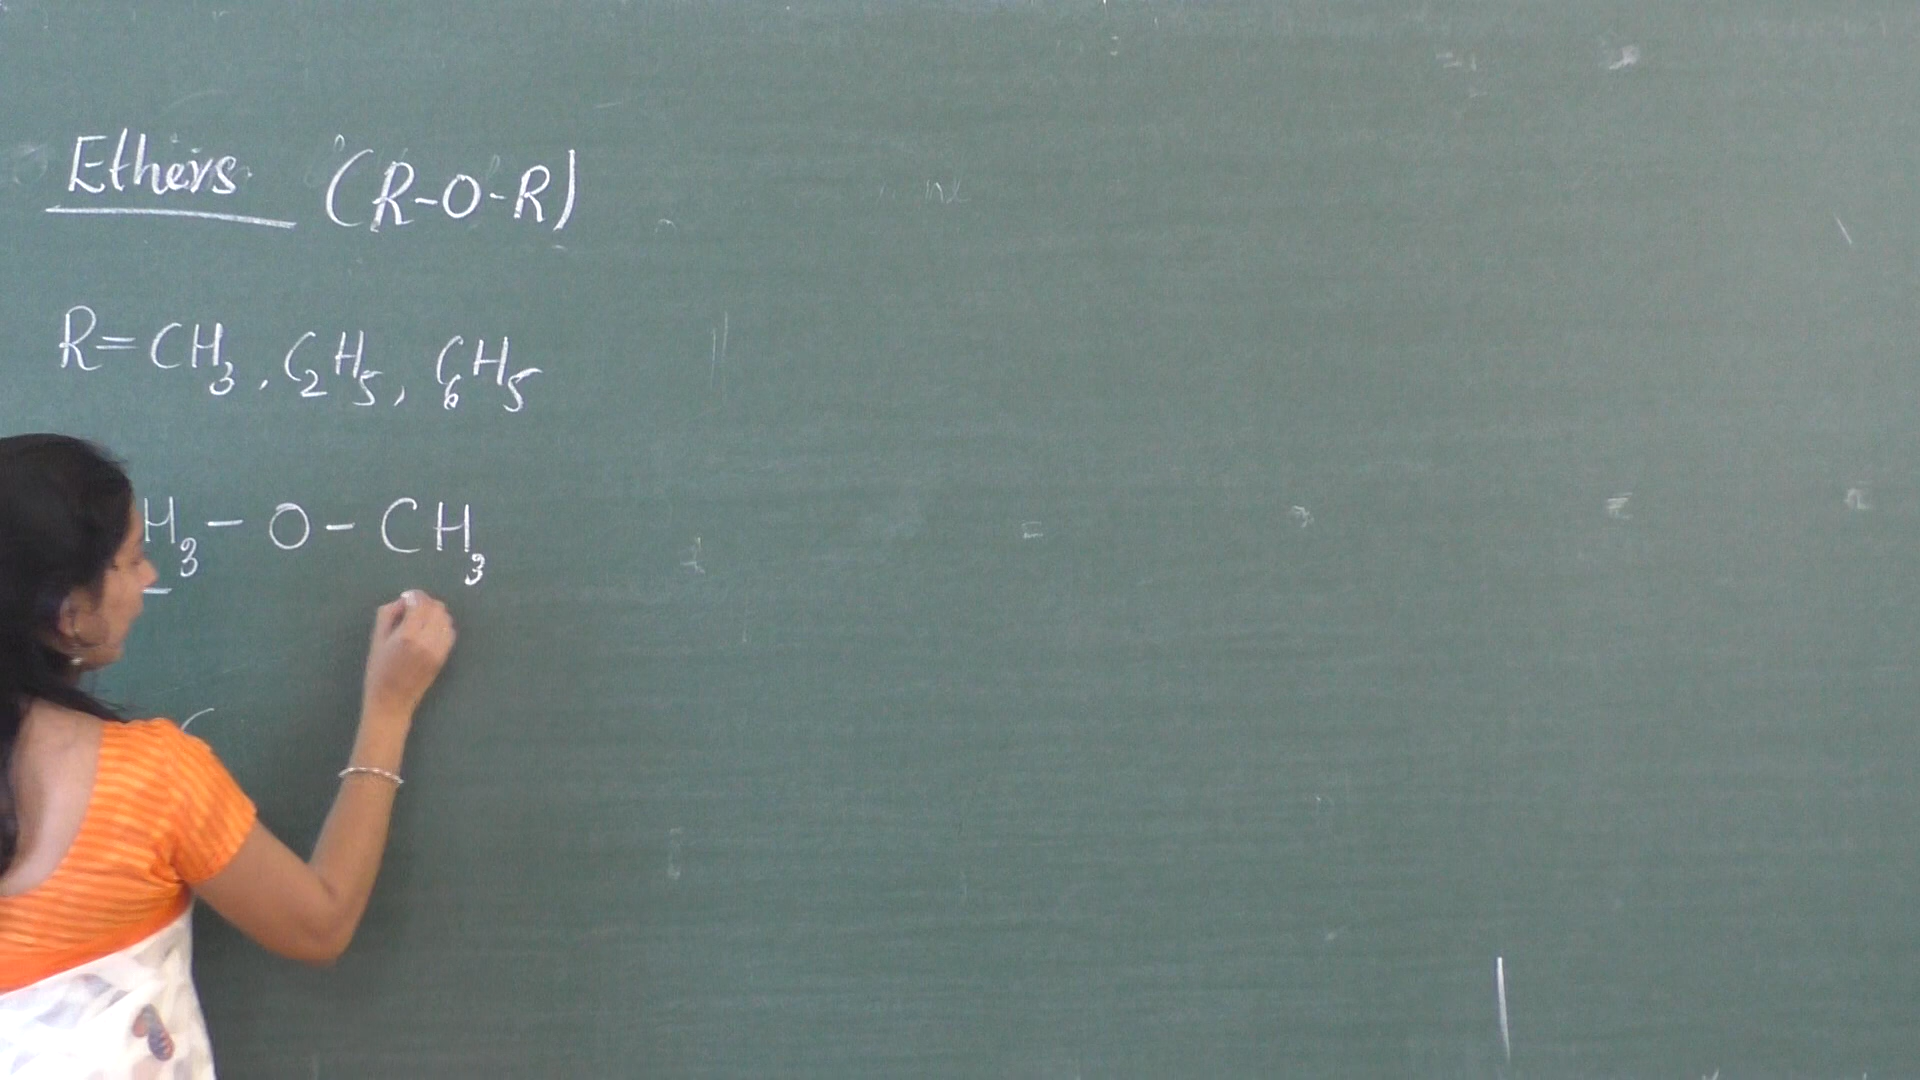 Ethers (R-O-R)
R=CH₃, C₂H₅, C₆H₅
H₃-O-CH₃